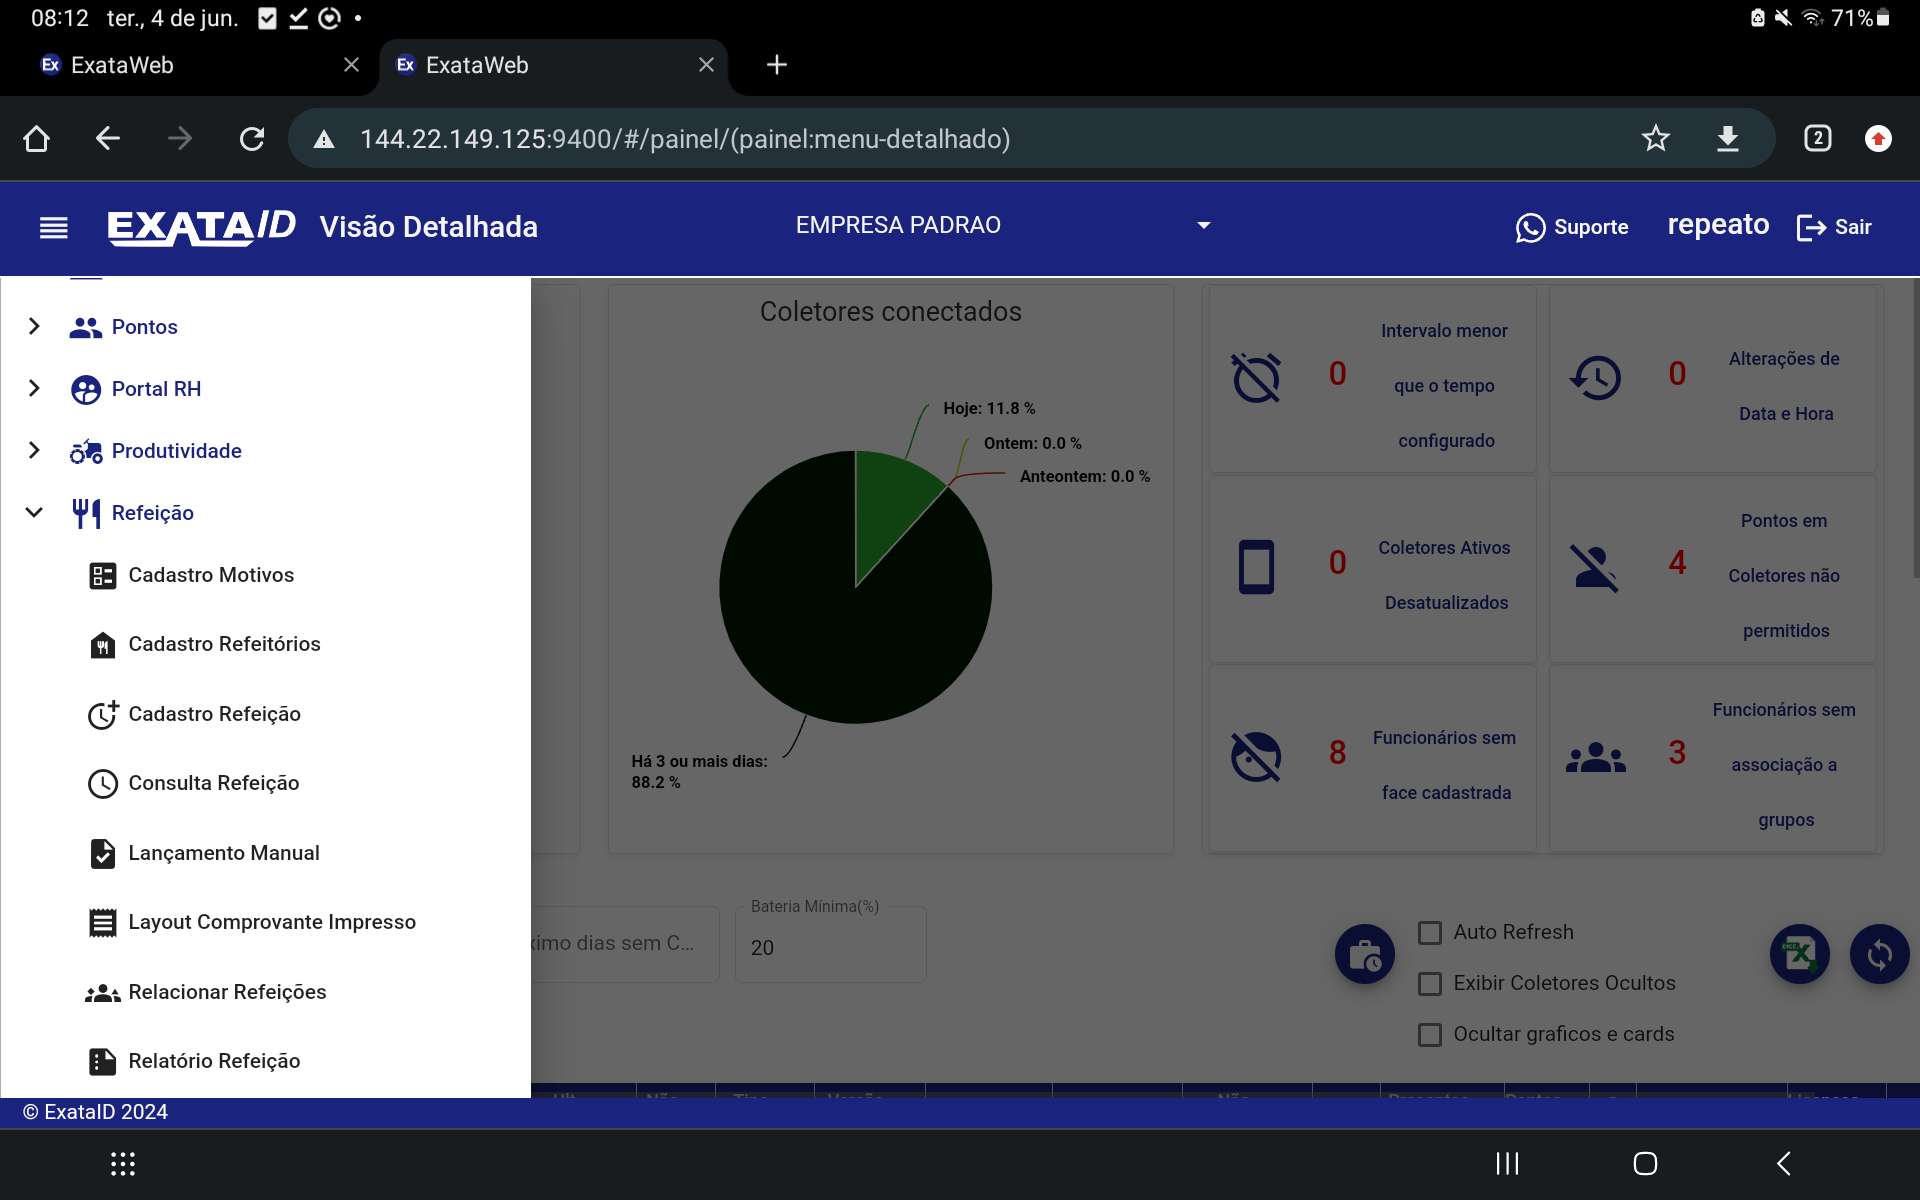 08:12 ter., 4 de jun.
71%
ExataWeb
ExataWeb
144.22.149.125:9400/#/painel/(painel:menu-detalhado)
2
EXATAID Visão Detalhada
EMPRESA PADRAO
Suporte
repeato
Sair
Pontos
Portal RH
Produtividade
Refeição
Cadastro Motivos
Cadastro Refeitórios
Cadastro Refeição
Consulta Refeição
Lançamento Manual
Layout Comprovante Impresso
Relacionar Refeições
Relatório Refeição
Coletores conectados
Hoje: 11.8 %
Ontem: 0.0 %
Anteontem: 0.0 %
Há 3 ou mais dias:
88.2 %
0
Intervalo menor
que o tempo
configurado
0
Alterações de
Data e Hora
0
Coletores Ativos
Desatualizados
4
Pontos em
Coletores não
permitidos
8
Funcionários sem
face cadastrada
3
Funcionários sem
associação a
grupos
dias sem C...
Bateria Mínima(%)
20
Auto Refresh
Exibir Coletores Ocultos
Ocultar graficos e cards
© ExataID 2024